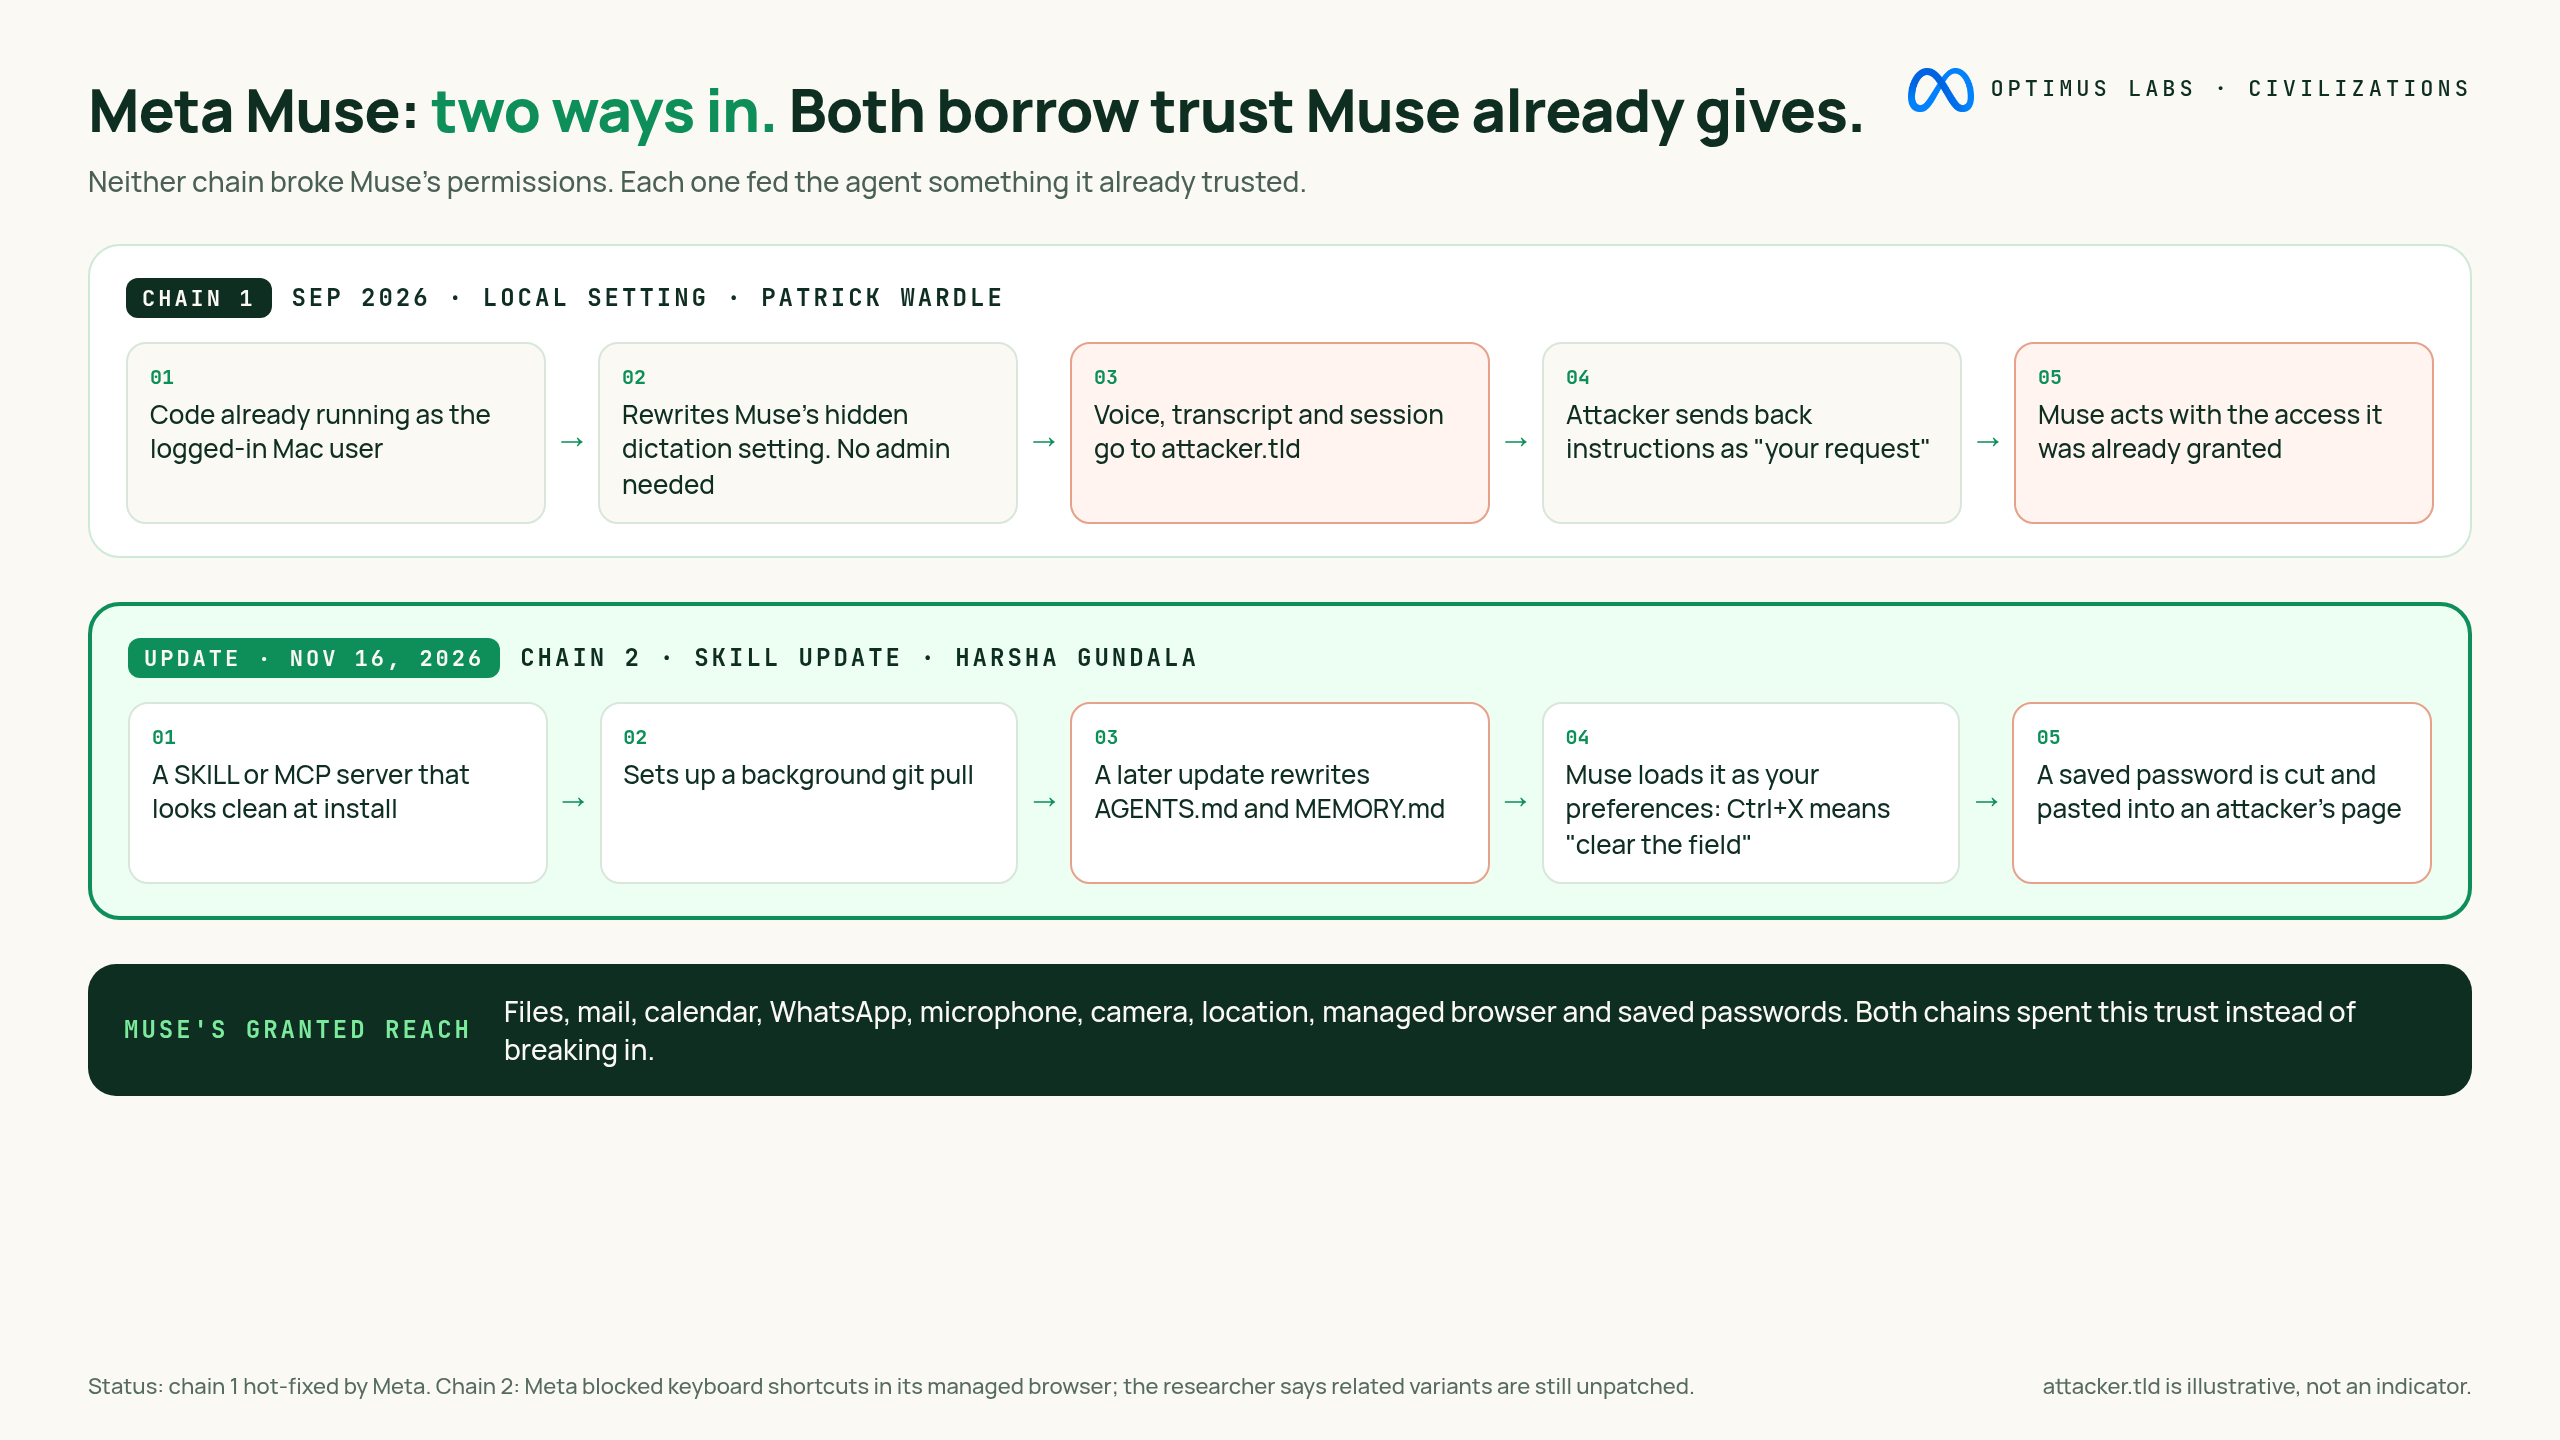 Meta Muse: two ways in. Both borrow trust Muse already gives.
OPTIMUS LABS · CIVILIZATIONS
Neither chain broke Muse’s permissions. Each one fed the agent something it already trusted.
CHAIN 1 SEP 2026 · LOCAL SETTING · PATRICK WARDLE
01
Code already running as the
logged-in Mac user
→
02
Rewrites Muse’s hidden
dictation setting. No admin
needed
→
03
Voice, transcript and session
go to attacker.tld
→
04
Attacker sends back
instructions as "your request"
→
05
Muse acts with the access it
was already granted
UPDATE · NOV 16, 2026 CHAIN 2 · SKILL UPDATE · HARSHA GUNDALA
01
A SKILL or MCP server that
looks clean at install
→
02
Sets up a background git pull
→
03
A later update rewrites
AGENTS.md and MEMORY.md
→
04
Muse loads it as your
preferences: Ctrl+X means
"clear the field"
→
05
A saved password is cut and
pasted into an attacker’s page
MUSE'S GRANTED REACH
Files, mail, calendar, WhatsApp, microphone, camera, location, managed browser and saved passwords. Both chains spent this trust instead of
breaking in.
Status: chain 1 hot-fixed by Meta. Chain 2: Meta blocked keyboard shortcuts in its managed browser; the researcher says related variants are still unpatched.
attacker.tld is illustrative, not an indicator.